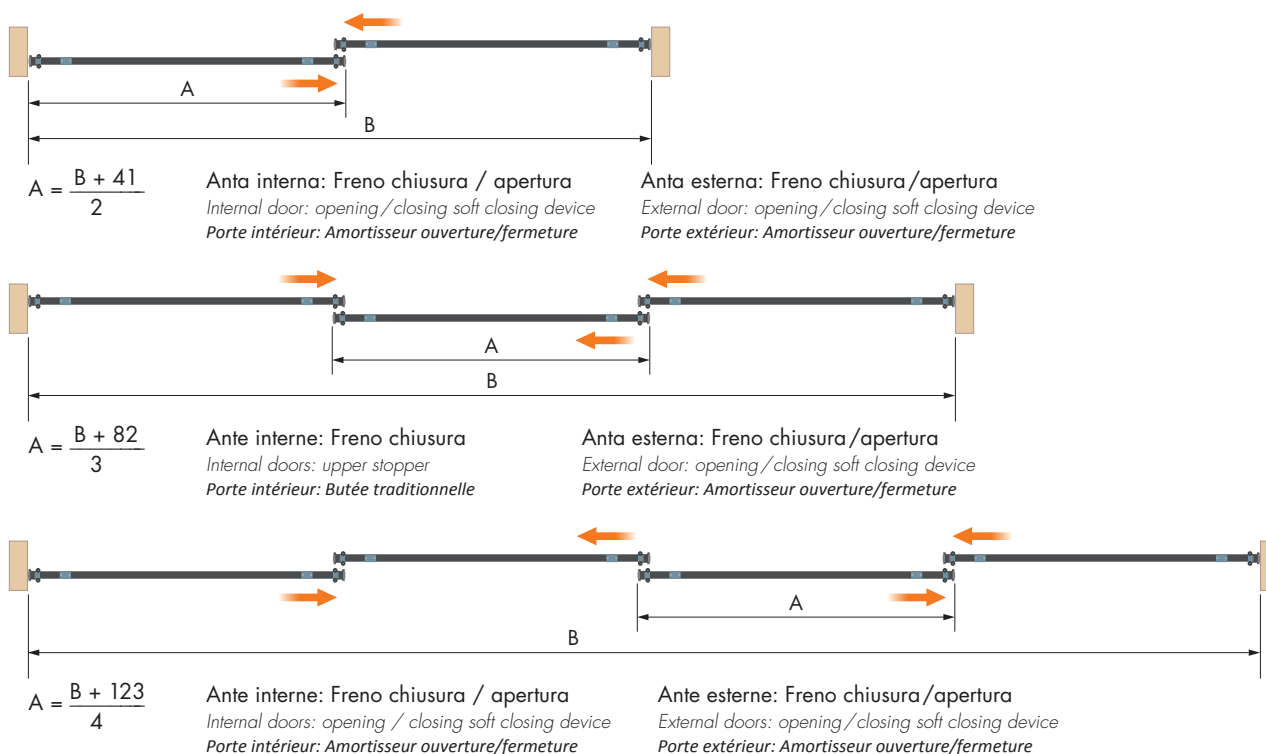 A
B
A = B + 41 / 2
Anta interna: Freno chiusura / apertura
Internal door: opening/closing soft closing device
Porte intérieur: Amortisseur ouverture/fermeture
Anta esterna: Freno chiusura/apertura
External door: opening/closing soft closing device
Porte extérieur: Amortisseur ouverture/fermeture
A
B
A = B + 82 / 3
Ante interne: Freno chiusura
Internal doors: upper stopper
Porte intérieur: Butée traditionnelle
Anta esterna: Freno chiusura/apertura
External door: opening/closing soft closing device
Porte extérieur: Amortisseur ouverture/fermeture
A
B
A = B + 123 / 4
Ante interne: Freno chiusura / apertura
Internal doors: opening / closing soft closing device
Porte intérieur: Amortisseur ouverture/fermeture
Ante esterne: Freno chiusura/apertura
External doors: opening/closing soft closing device
Porte extérieur: Amortisseur ouverture/fermeture